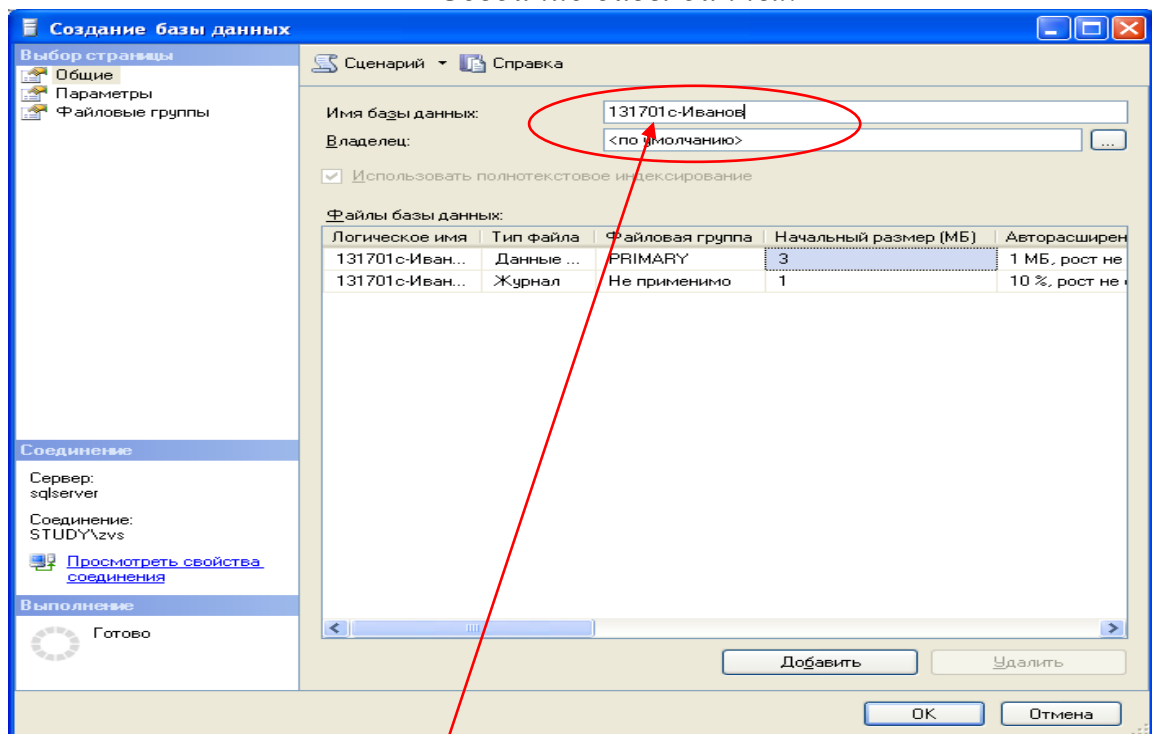 Создание базы данных
Выбор страницы
Общие
Параметры
Файловые группы
Сценарий Справка
Имя базы данных: 131701с-Иванов
Владелец: <по умолчанию> ...
Использовать полнотекстовое индексирование
Файлы базы данных:
Логическое имя Тип файла Файловая группа Начальный размер (МБ) Авторасширен
131701с-Иван... Данные ... PRIMARY 3 1 МБ, рост не
131701с-Иван... Журнал Не применимо 1 10 %, рост не
Соединение
Сервер:
sqlserver
Соединение:
STUDY\zvs
Просмотреть свойства
соединения
Выполнение
Готово
Добавить Удалить
OK Отмена